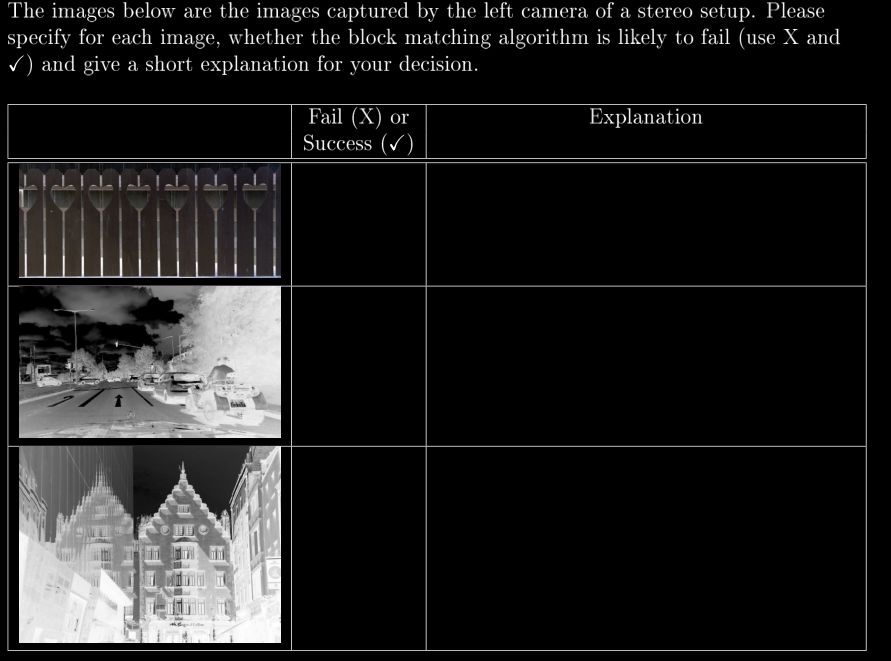 The images below are the images captured by the left camera of a stereo setup. Please
specify for each image, whether the block matching algorithm is likely to fail (use X and
✓) and give a short explanation for your decision.
Fail (X) or
Success (✓)
Explanation